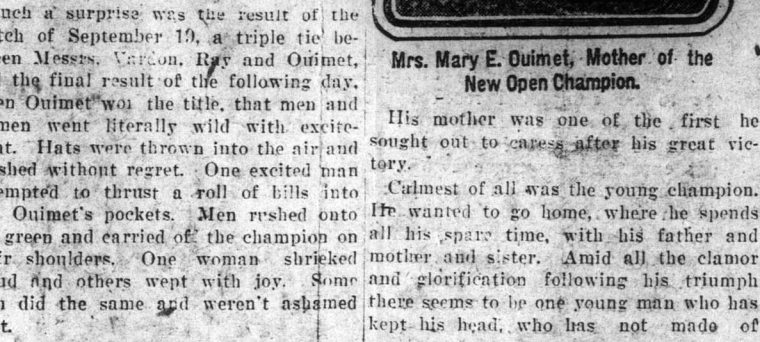 uch a surprise was the result of the
tch of September 19, a triple tie be-
en Messrs. Vardon, Ray and Ouimet,
the final result of the following day,
en Ouimet won the title, that men and
men went literally wild with excite-
nt. Hats were thrown into the air and
shed without regret. One excited man
empted to thrust a roll of bills into
Ouimet's pockets. Men rushed onto
green and carried off the champion on
ir shoulders. One woman shrieked
ud and others wept with joy. Some
n did the same and weren't ashamed
t.
Mrs. Mary E. Ouimet, Mother of the
New Open Champion.
His mother was one of the first he
sought out to caress after his great vic-
tory.
Calmest of all was the young champion.
He wanted to go home, where he spends
all his spare time, with his father and
mother and sister. Amid all the clamor
and glorification following his triumph
there seems to be one young man who has
kept his head, who has not made of